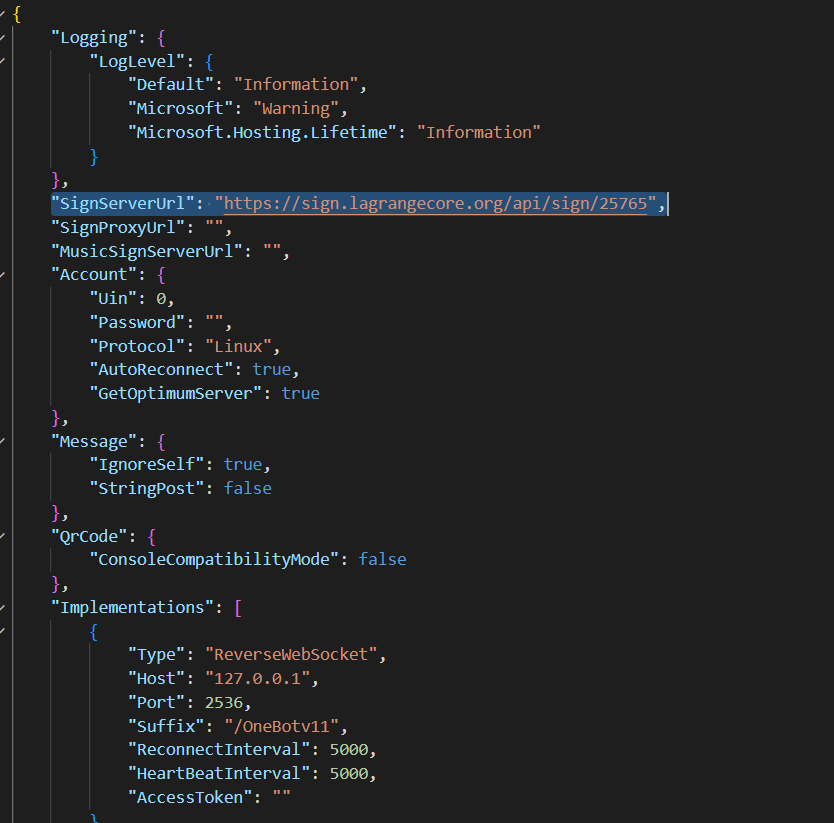 {
"Logging": {
"LogLevel": {
"Default": "Information",
"Microsoft": "Warning",
"Microsoft.Hosting.Lifetime": "Information"
}
},
"SignServerUrl": "https://sign.lagrangecore.org/api/sign/25765",
"SignProxyUrl": "",
"MusicSignServerUrl": "",
"Account": {
"Uin": 0,
"Password": "",
"Protocol": "Linux",
"AutoReconnect": true,
"GetOptimumServer": true
},
"Message": {
"IgnoreSelf": true,
"StringPost": false
},
"QrCode": {
"ConsoleCompatibilityMode": false
},
"Implementations": [
{
"Type": "ReverseWebSocket",
"Host": "127.0.0.1",
"Port": 2536,
"Suffix": "/OneBotv11",
"ReconnectInterval": 5000,
"HeartBeatInterval": 5000,
"AccessToken": ""
}